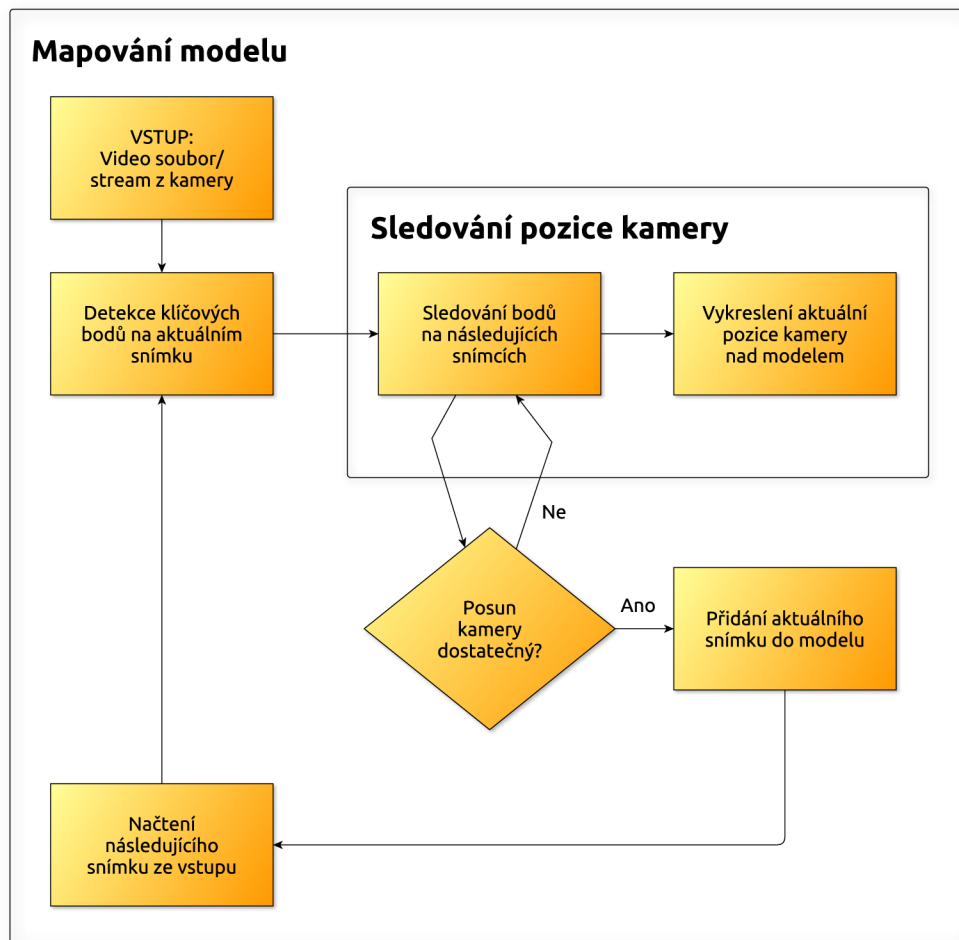 Mapování modelu
VSTUP:
Video soubor/
stream z kamery
Sledování pozice kamery
Detekce klíčových
bodů na aktuálním
snímku
Sledování bodů
na následujících
snímcích
Vykreslení aktuální
pozice kamery
nad modelem
Ne
Posun
kamery
dostatečný?
Ano
Přidání aktuálního
snímku do modelu
Načtení
následujícího
snímku ze vstupu